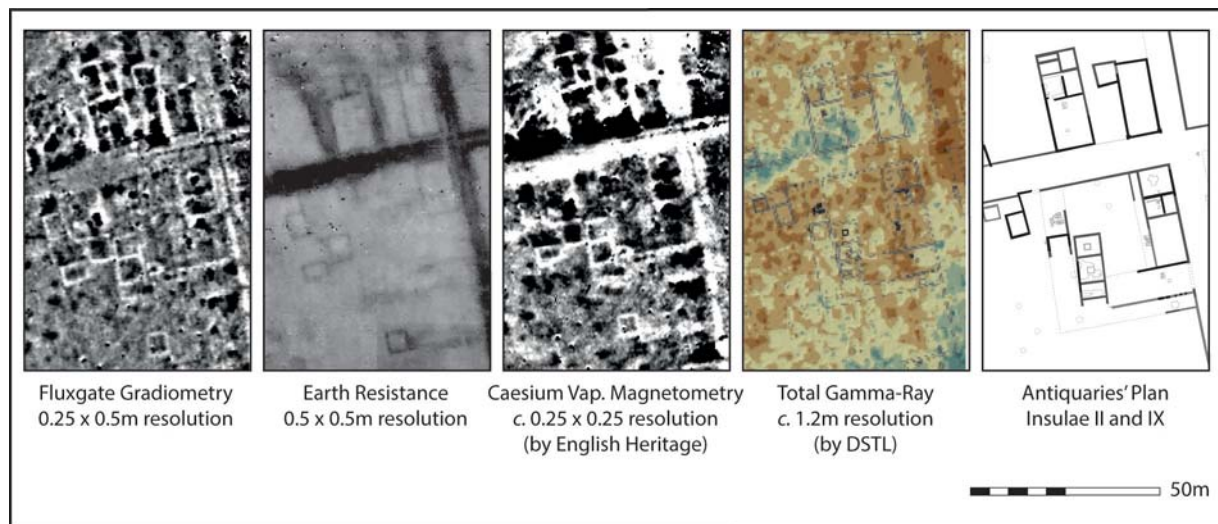 Fluxgate Gradiometry
0.25 x 0.5m resolution
Earth Resistance
0.5 x 0.5m resolution
Caesium Vap. Magnetometry
c. 0.25 x 0.25 resolution
(by English Heritage)
Total Gamma-Ray
c. 1.2m resolution
(by DSTL)
Antiquaries' Plan
Insulae II and IX
50m